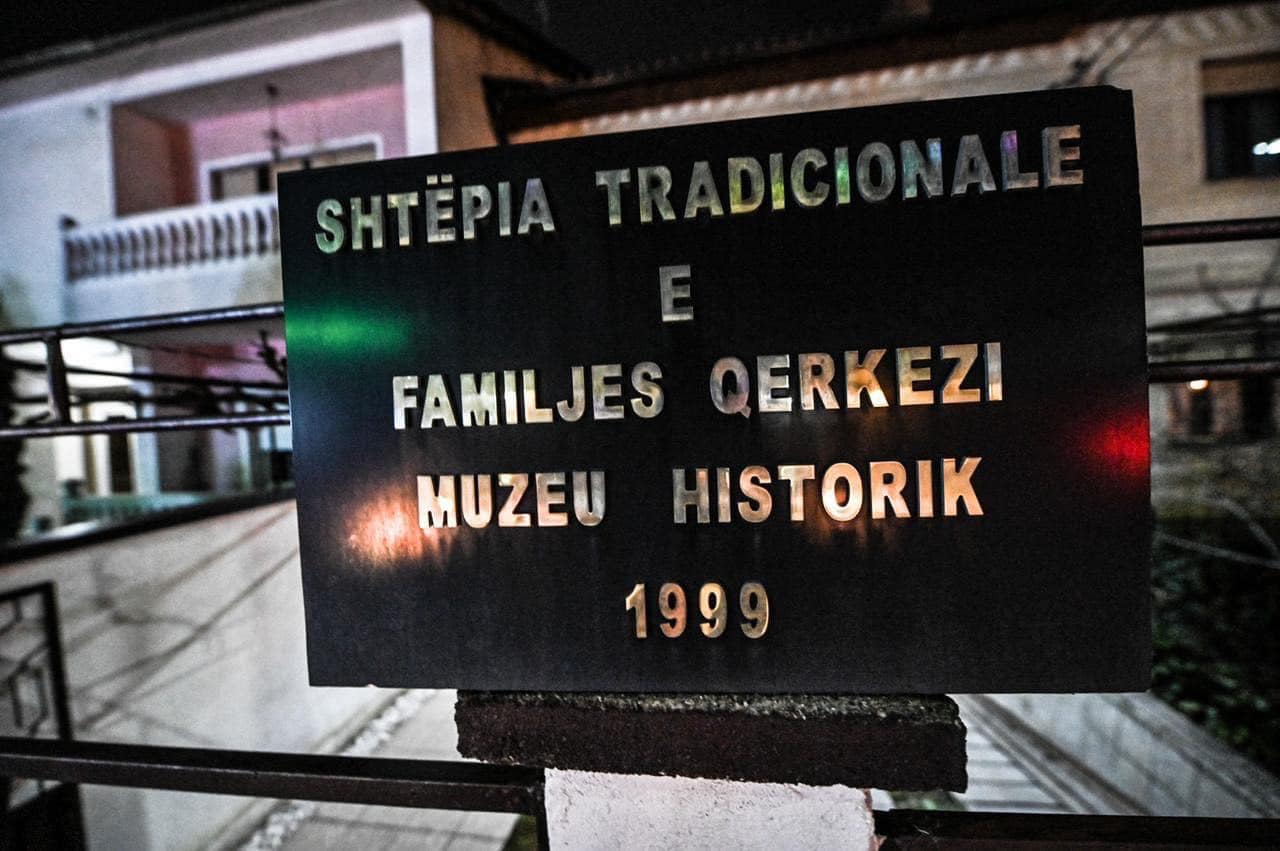 SHTËPIA TRADICIONALE
E
FAMILJES QERKEZI
MUZEU HISTORIK
1999